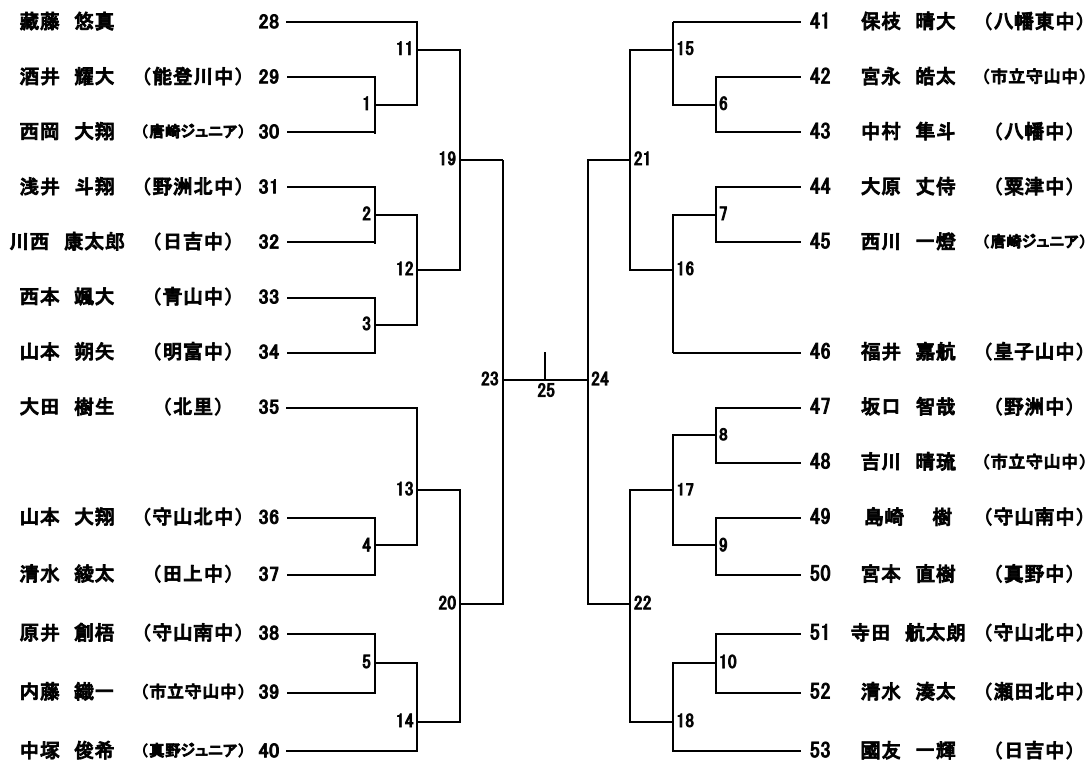 藏藤 悠真 28
11
酒井 耀大 （能登川中） 29
1
西岡 大翔 （唐崎ジュニア） 30
19
浅井 斗翔 （野洲北中） 31
2
川西 康太郎 （日吉中） 32
12
西本 颯大 （青山中） 33
3
山本 朔矢 （明富中） 34
23
大田 樹生 （北里） 35
13
山本 大翔 （守山北中） 36
4
清水 綾太 （田上中） 37
20
原井 創梧 （守山南中） 38
5
内藤 織一 （市立守山中） 39
14
中塚 俊希 （真野ジュニア） 40
25
41 保枝 晴大 （八幡東中）
15
42 宮永 皓太 （市立守山中）
6
43 中村 隼斗 （八幡中）
21
44 大原 丈侍 （粟津中）
7
45 西川 一燈 （唐崎ジュニア）
16
46 福井 嘉航 （皇子山中）
24
47 坂口 智哉 （野洲中）
8
48 吉川 晴琉 （市立守山中）
17
49 島崎 樹 （守山南中）
9
50 宮本 直樹 （真野中）
22
51 寺田 航太朗 （守山北中）
10
52 清水 湊太 （瀬田北中）
18
53 國友 一輝 （日吉中）